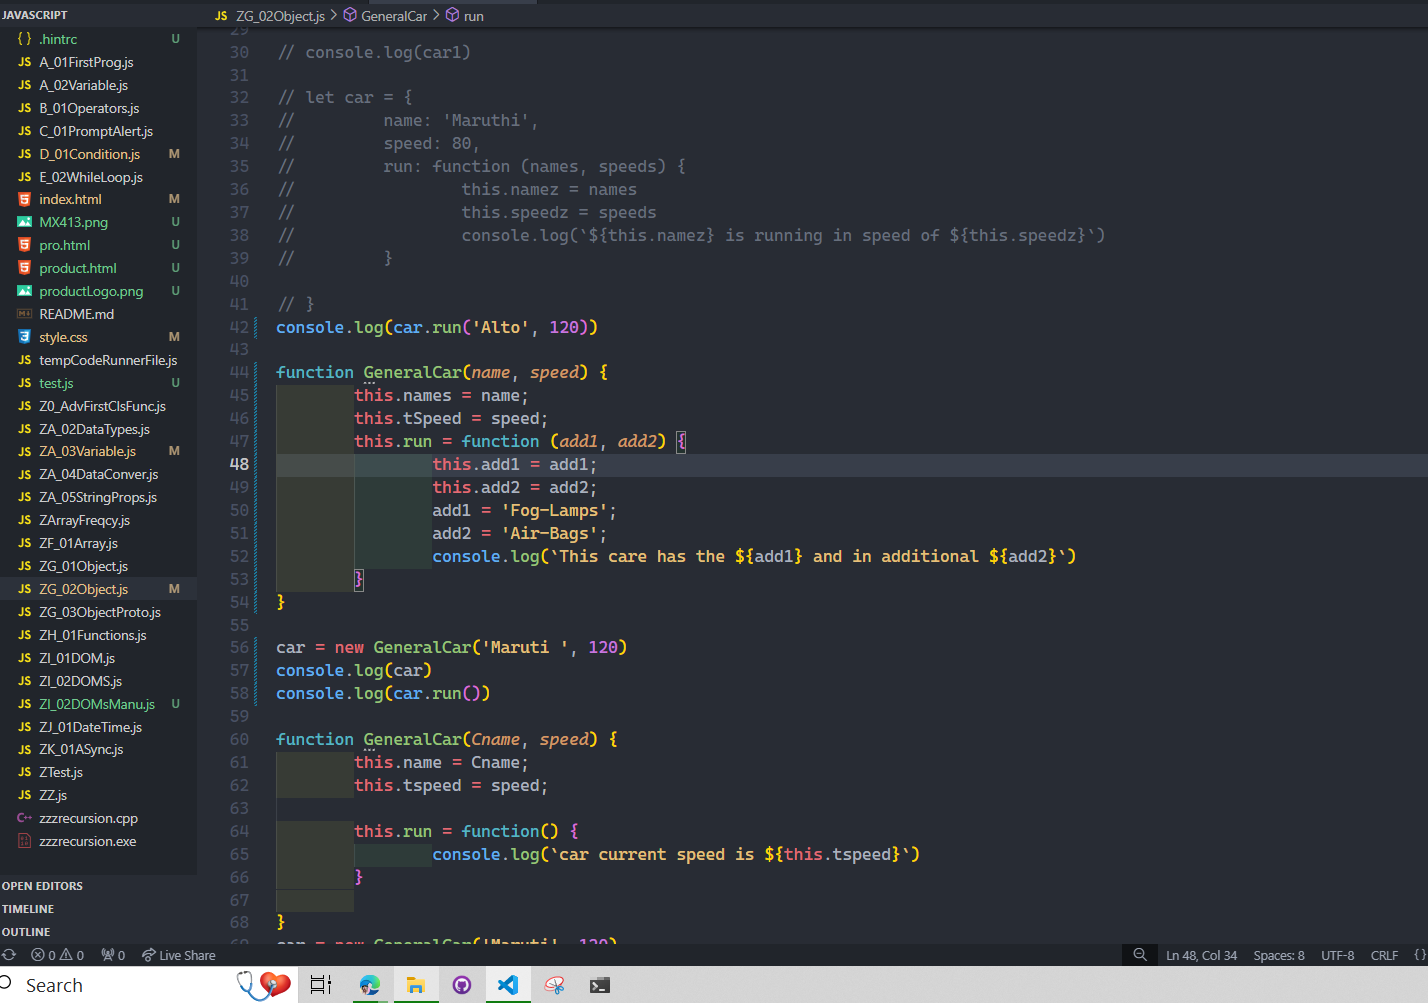 JAVASCRIPT
{} .hintrc U
JS A_01FirstProg.js
JS A_02Variable.js
JS B_01Operators.js
JS C_01PromptAlert.js
JS D_01Condition.js M
JS E_02WhileLoop.js
index.html M
MX413.png U
pro.html U
product.html U
productLogo.png U
README.md
style.css M
JS tempCodeRunnerFile.js
JS test.js U
JS Z0_AdvFirstClsFunc.js
JS ZA_02DataTypes.js
JS ZA_03Variable.js M
JS ZA_04DataConver.js
JS ZA_05StringProps.js
JS ZArrayFreqcy.js
JS ZF_01Array.js
JS ZG_01Object.js
JS ZG_02Object.js M
JS ZG_03ObjectProto.js
JS ZH_01Functions.js
JS ZI_01DOM.js
JS ZI_02DOMS.js
JS ZI_02DOMsManu.js U
JS ZJ_01DateTime.js
JS ZK_01ASync.js
JS ZTest.js
JS ZZ.js
zzzrecursion.cpp
zzzrecursion.exe
OPEN EDITORS
TIMELINE
OUTLINE
JS ZG_02Object.js > GeneralCar > run
29
30 // console.log(car1)
31
32 // let car = {
33 //         name: 'Maruthi',
34 //         speed: 80,
35 //         run: function (names, speeds) {
36 //                 this.namez = names
37 //                 this.speedz = speeds
38 //                 console.log(`${this.namez} is running in speed of ${this.speedz}`)
39 //         }
40
41 // }
42 console.log(car.run('Alto', 120))
43
44 function GeneralCar(name, speed) {
45         this.names = name;
46         this.tSpeed = speed;
47         this.run = function (add1, add2) {
48                 this.add1 = add1;
49                 this.add2 = add2;
50                 add1 = 'Fog-Lamps';
51                 add2 = 'Air-Bags';
52                 console.log(`This care has the ${add1} and in additional ${add2}`)
53         }
54 }
55
56 car = new GeneralCar('Maruti ', 120)
57 console.log(car)
58 console.log(car.run())
59
60 function GeneralCar(Cname, speed) {
61         this.name = Cname;
62         this.tspeed = speed;
63
64         this.run = function() {
65                 console.log(`car current speed is ${this.tspeed}`)
66         }
67
68 }
69 car = new GeneralCar('Maruti', 120)
0 0 0 Live Share Ln 48, Col 34 Spaces: 8 UTF-8 CRLF {}
Search